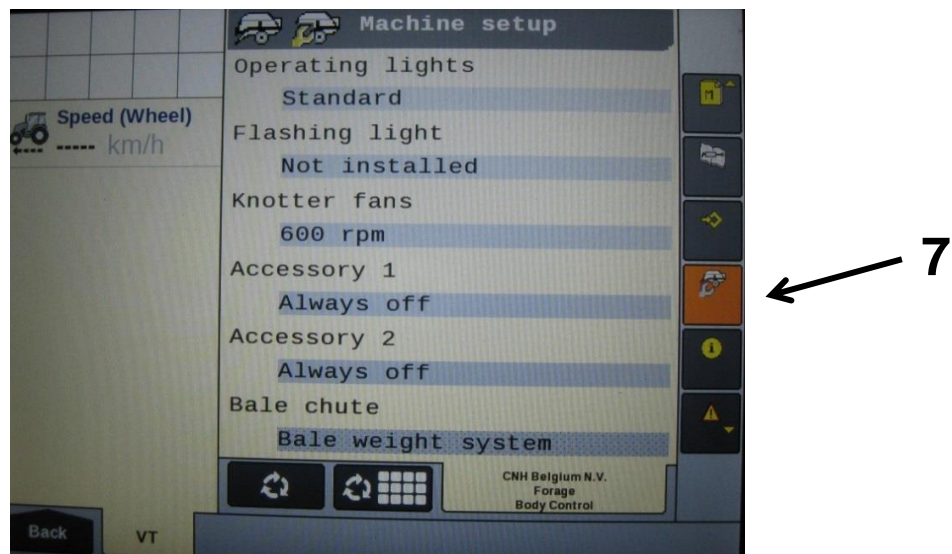 Machine setup
Operating lights
Standard
Speed (Wheel)
----- km/h
Flashing light
Not installed
Knotter fans
600 rpm
Accessory 1
Always off
Accessory 2
Always off
Bale chute
Bale weight system
CNH Belgium N.V.
Forage
Body Control
Back
VT
M
i
7